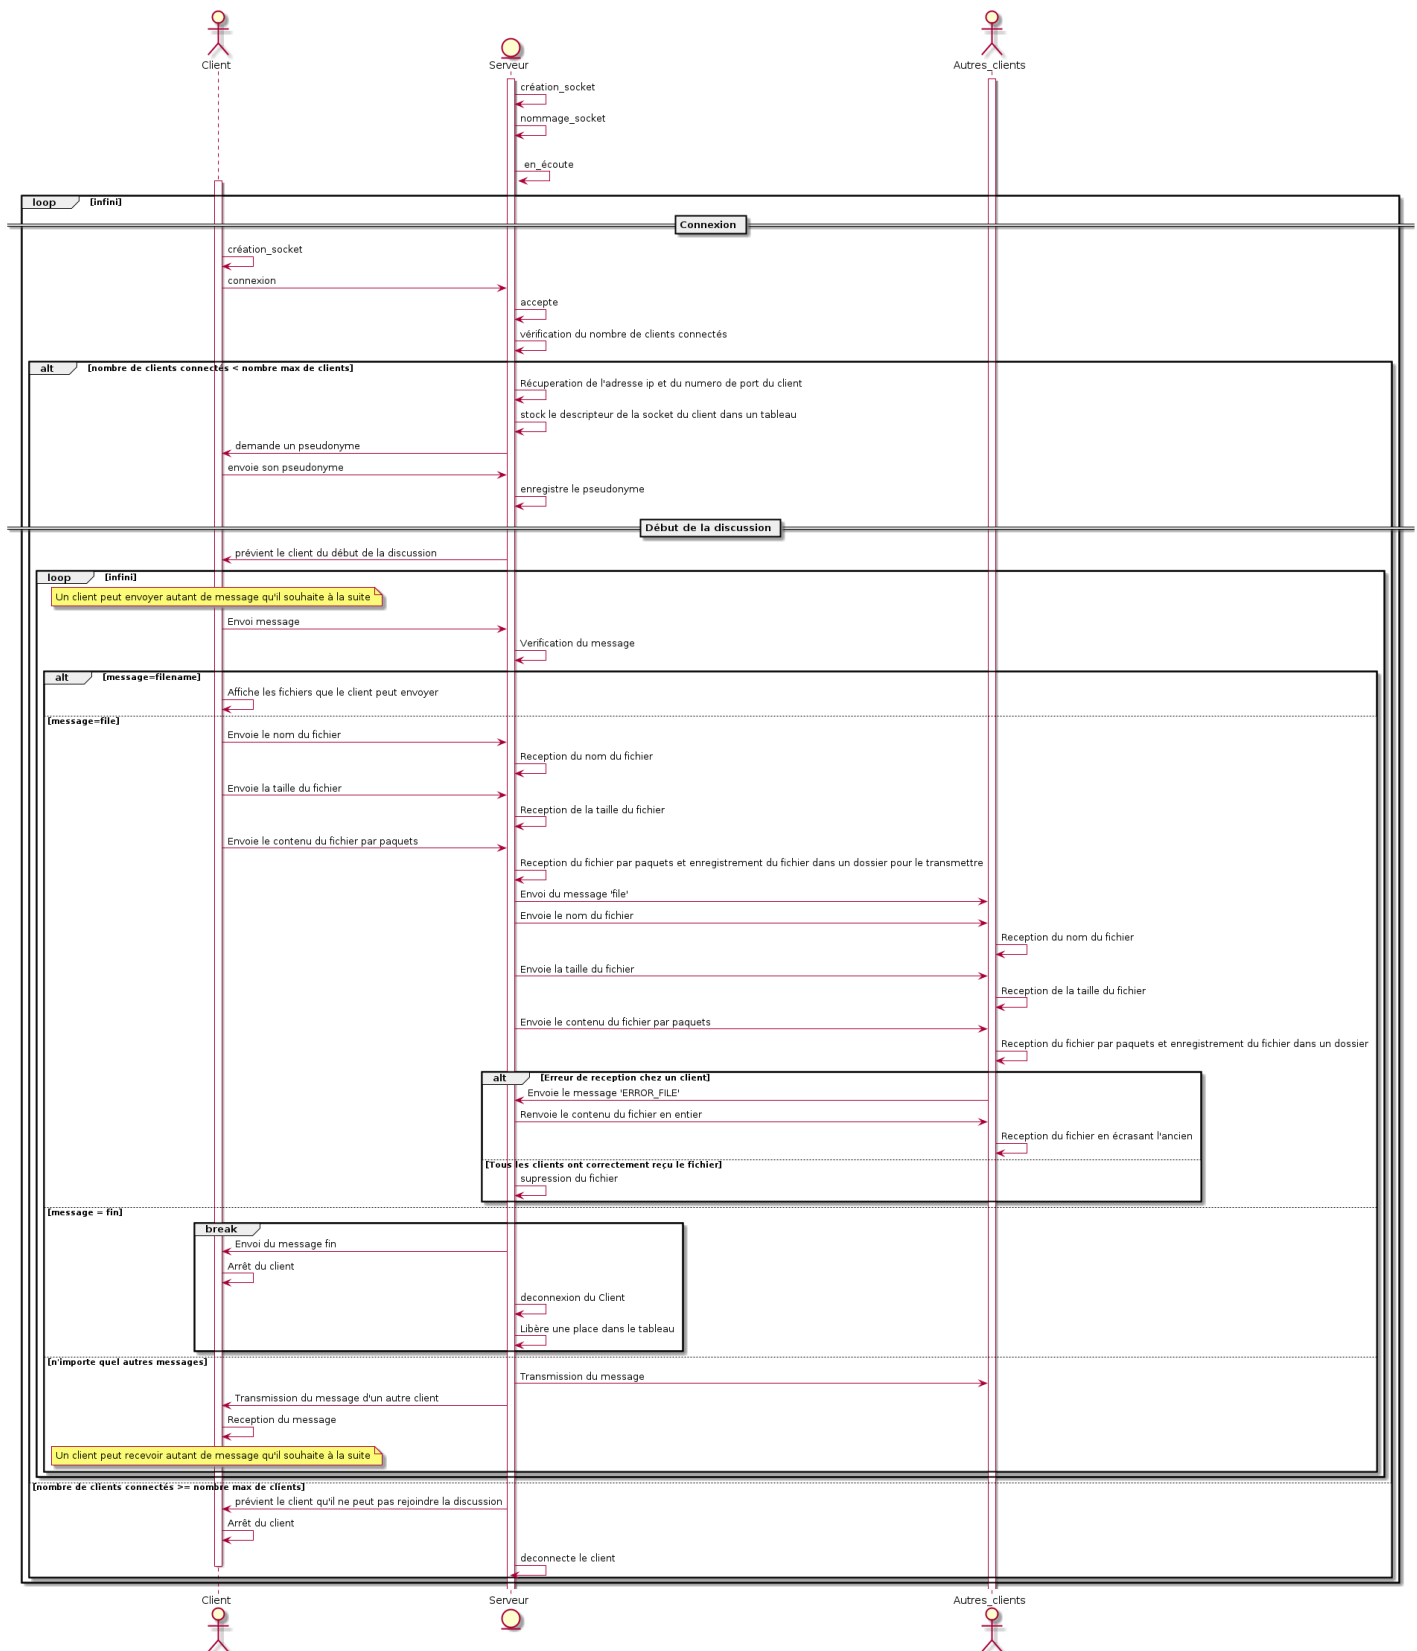 Client
Serveur
Autres_clients
création_socket
nommage_socket
en_écoute
loop [infini]
Connexion
création_socket
connexion
accepte
vérification du nombre de clients connectés
alt [nombre de clients connectés < nombre max de clients]
Récuperation de l'adresse ip et du numero de port du client
stock le descripteur de la socket du client dans un tableau
demande un pseudonyme
envoie son pseudonyme
enregistre le pseudonyme
Début de la discussion
prévient le client du début de la discussion
loop [infini]
Un client peut envoyer autant de message qu'il souhaite à la suite
Envoi message
Verification du message
alt [message=filename]
Affiche les fichiers que le client peut envoyer
[message=file]
Envoie le nom du fichier
Reception du nom du fichier
Envoie la taille du fichier
Reception de la taille du fichier
Envoie le contenu du fichier par paquets
Reception du fichier par paquets et enregistrement du fichier dans un dossier pour le transmettre
Envoi du message 'file'
Envoie le nom du fichier
Reception du nom du fichier
Envoie la taille du fichier
Reception de la taille du fichier
Envoie le contenu du fichier par paquets
Reception du fichier par paquets et enregistrement du fichier dans un dossier
alt [Erreur de reception chez un client]
Envoie le message 'ERROR_FILE'
Renvoie le contenu du fichier en entier
Reception du fichier en écrasant l'ancien
[Tous les clients ont correctement reçu le fichier]
supression du fichier
[message = fin]
break
Envoi du message fin
Arrêt du client
deconnexion du Client
Libère une place dans le tableau
[n'importe quel autres messages]
Transmission du message
Transmission du message d'un autre client
Reception du message
Un client peut recevoir autant de message qu'il souhaite à la suite
[nombre de clients connectés >= nombre max de clients]
prévient le client qu'il ne peut pas rejoindre la discussion
Arrêt du client
deconnecte le client
Client
Serveur
Autres_clients